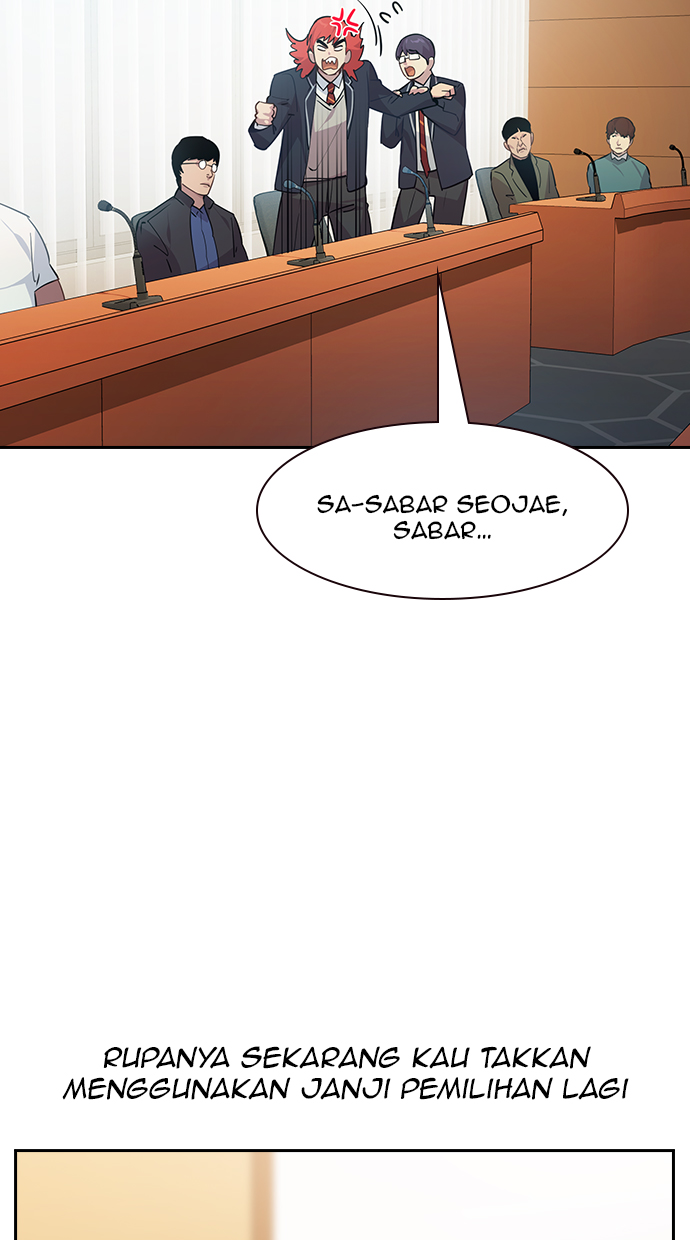 SA-SABAR SEOJAE,
SABAR...
RUPANYA SEKARANG KAU TAKKAN
MENGGUNAKAN JANJI PEMILIHAN LAGI